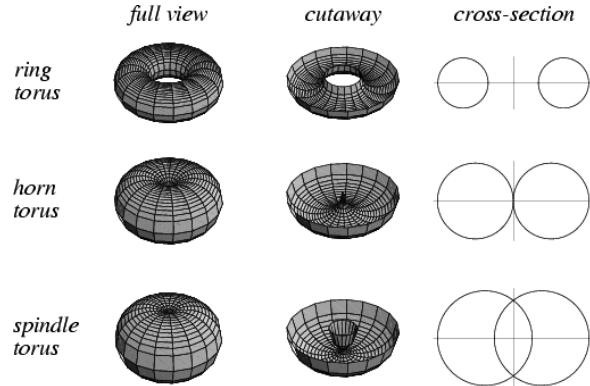 full view cutaway cross-section
ring
torus
horn
torus
spindle
torus